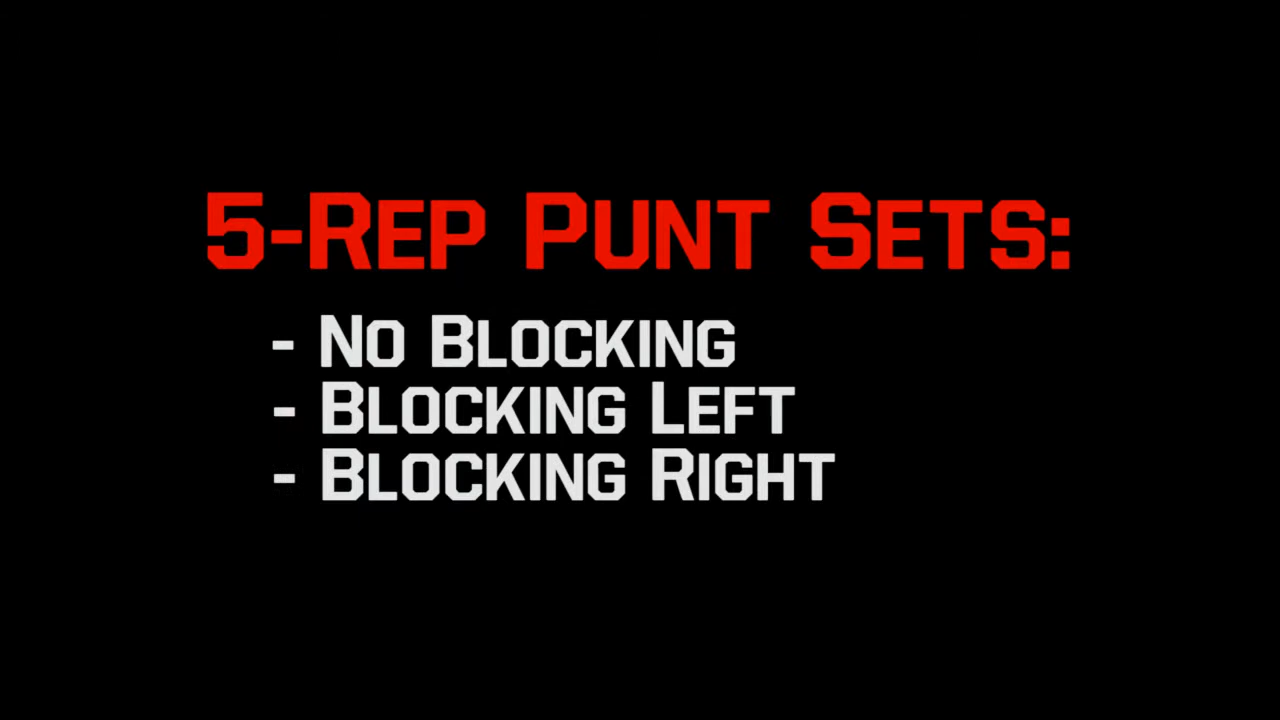 5-Rep Punt Sets:
- No Blocking
- Blocking Left
- Blocking Right